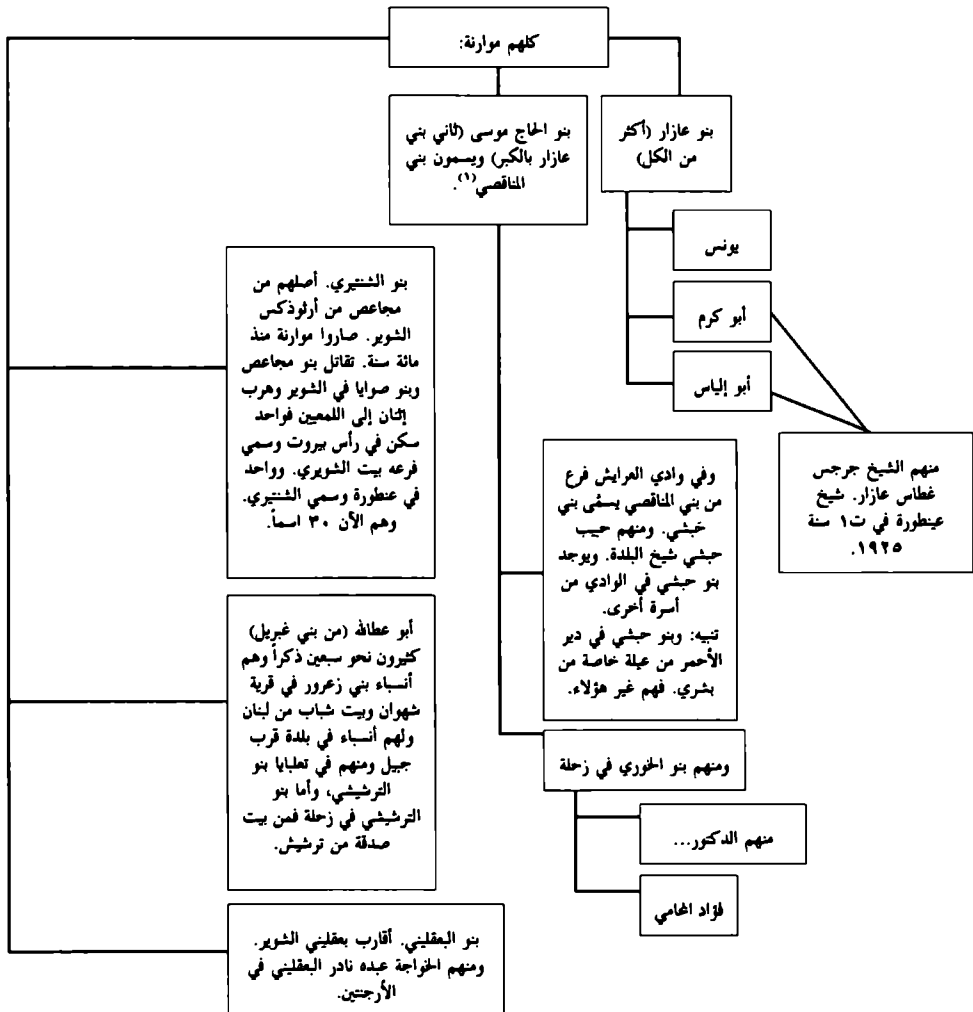 كلهم موارنة:
بنو عازار (أكثر
من الكل)
يونس
أبو كرم
أبو إلياس
منهم الشيخ جرجس
غطاس عازار. شيخ
عينطورة في ت١ سنة
١٩٢٥.
بنو الحاج موسى (ثاني بني
عازار بالكبر) ويسمون بني
المناقصي(١).
وفي وادي العرايش فرع
من بني المناقصي يسمّى بني
حَبشي. ومنهم حبيب
حبشي شيخ البلدة. ويوجد
بنو حبشي في الوادي من
أسرة أخرى.
تنبيه: وبنو حبشي في دير
الأحمر من عيلة خاصة من
بشري. فهم غير هؤلاء.
ومنهم بنو الخوري في زحلة
منهم الدكتور...
فؤاد المحامي
بنو الشنتيري. أصلهم من
مجاعص من أرثوذكس
الشوير. صاروا موارنة منذ
مائة سنة. تقاتل بنو مجاعص
وبنو صوايا في الشوير وهرب
إثنان إلى اللمعيين فواحد
سكن في رأس بيروت وسمي
فرعه بيت الشويري. وواحد
في عنطورة وسمي الشنتيري.
وهم الآن ٣٠ اسماً.
أبو عطالله (من بني غبريل)
كثيرون نحو سبعين ذكراً وهم
أنسباء بني زعرور في قرية
شهوان وبيت شباب من لبنان
ولهم أنسباء في بلدة قرب
جبيل ومنهم في تعلبايا بنو
الترشيشي، وأما بنو
الترشيشي في زحلة فمن بيت
صدقة من ترشيش.
بنو البعقليني. أقارب بعقليني الشوير.
ومنهم الخواجة عبده نادر البعقليني في
الأرجنتين.